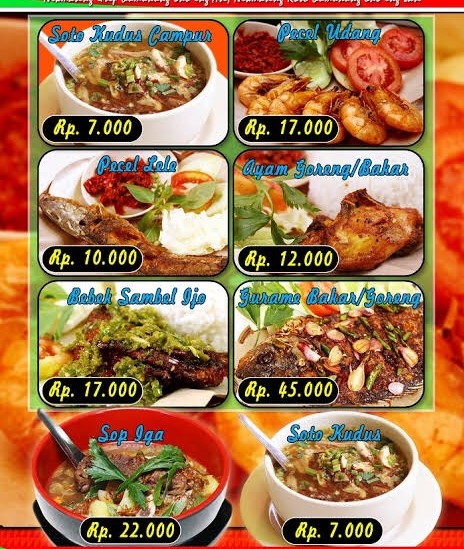 Soto Kudus Campur
Rp. 7.000
Pecel Udang
Rp. 17.000
Pecel Lele
Rp. 10.000
Ayam Goreng/Bakar
Rp. 12.000
Bebek Sambel Ijo
Rp. 17.000
Gurame Bakar/Goreng
Rp. 45.000
Sop Iga
Rp. 22.000
Soto Kudus
Rp. 7.000